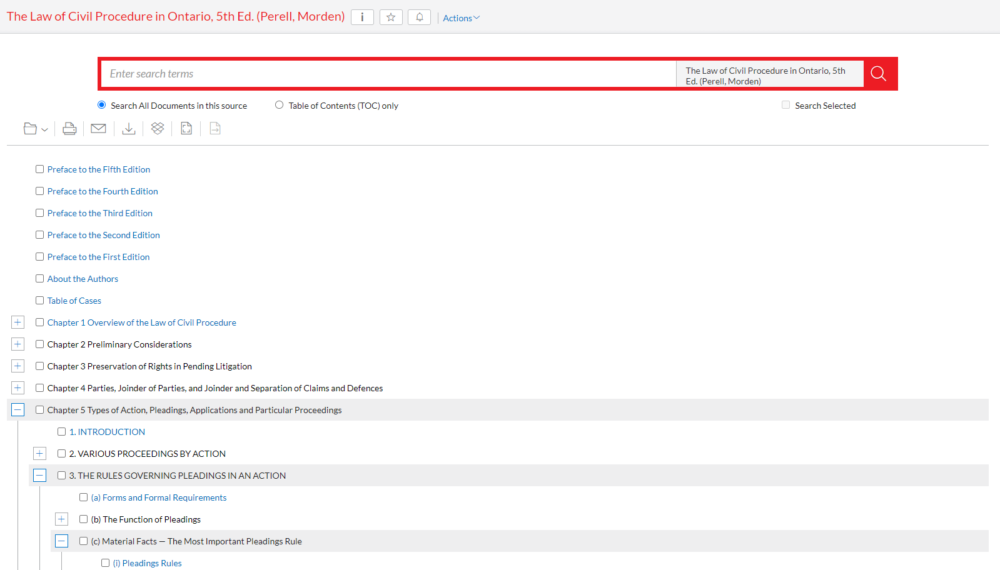 The Law of Civil Procedure in Ontario, 5th Ed. (Perell, Morden) i Actions
Enter search terms
The Law of Civil Procedure in Ontario, 5th
Ed. (Perell, Morden)
Search All Documents in this source
Table of Contents (TOC) only
Search Selected
Preface to the Fifth Edition
Preface to the Fourth Edition
Preface to the Third Edition
Preface to the Second Edition
Preface to the First Edition
About the Authors
Table of Cases
Chapter 1 Overview of the Law of Civil Procedure
Chapter 2 Preliminary Considerations
Chapter 3 Preservation of Rights in Pending Litigation
Chapter 4 Parties, Joinder of Parties, and Joinder and Separation of Claims and Defences
Chapter 5 Types of Action, Pleadings, Applications and Particular Proceedings
1. INTRODUCTION
2. VARIOUS PROCEEDINGS BY ACTION
3. THE RULES GOVERNING PLEADINGS IN AN ACTION
(a) Forms and Formal Requirements
(b) The Function of Pleadings
(c) Material Facts — The Most Important Pleadings Rule
(i) Pleadings Rules